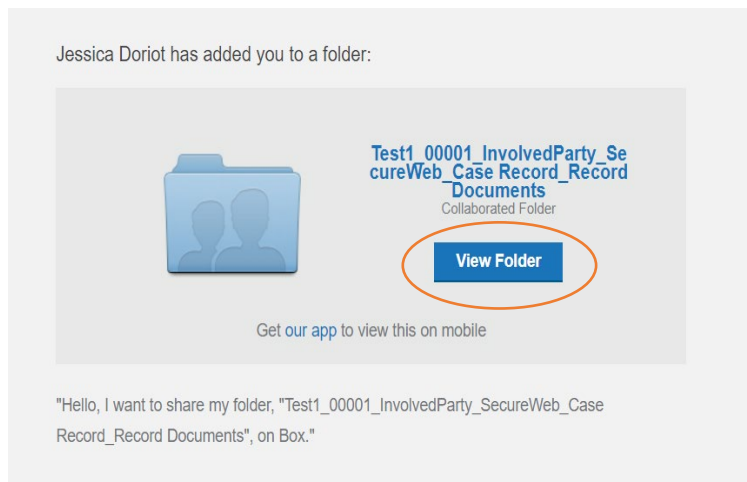 Jessica Doriot has added you to a folder:
Test1_00001_InvolvedParty_Se
cureWeb_Case Record_Record
Documents
Collaborated Folder
View Folder
Get our app to view this on mobile
"Hello, I want to share my folder, "Test1_00001_InvolvedParty_SecureWeb_Case
Record_Record Documents", on Box."